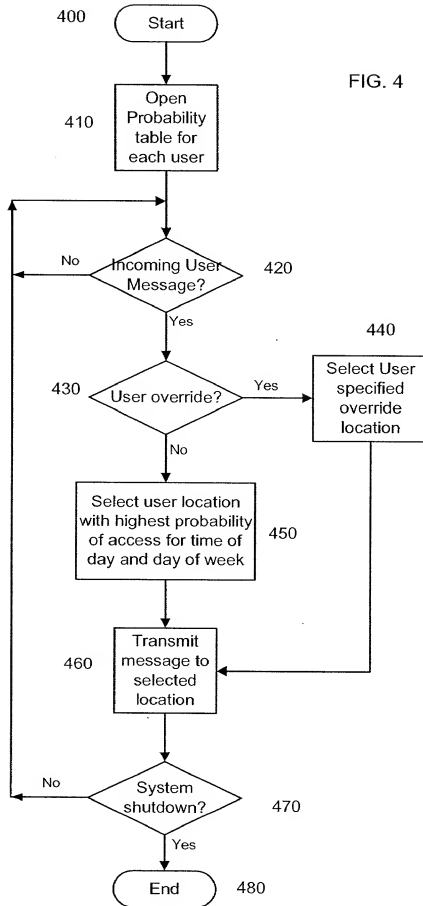 400
Start
FIG. 4
410
Open
Probability
table for
each user
No
Incoming User
Message?
420
Yes
440
430
User override?
Yes
Select User
specified
override
location
No
Select user location
with highest probability
of access for time of
day and day of week
450
460
Transmit
message to
selected
location
No
System
shutdown?
470
Yes
End
480